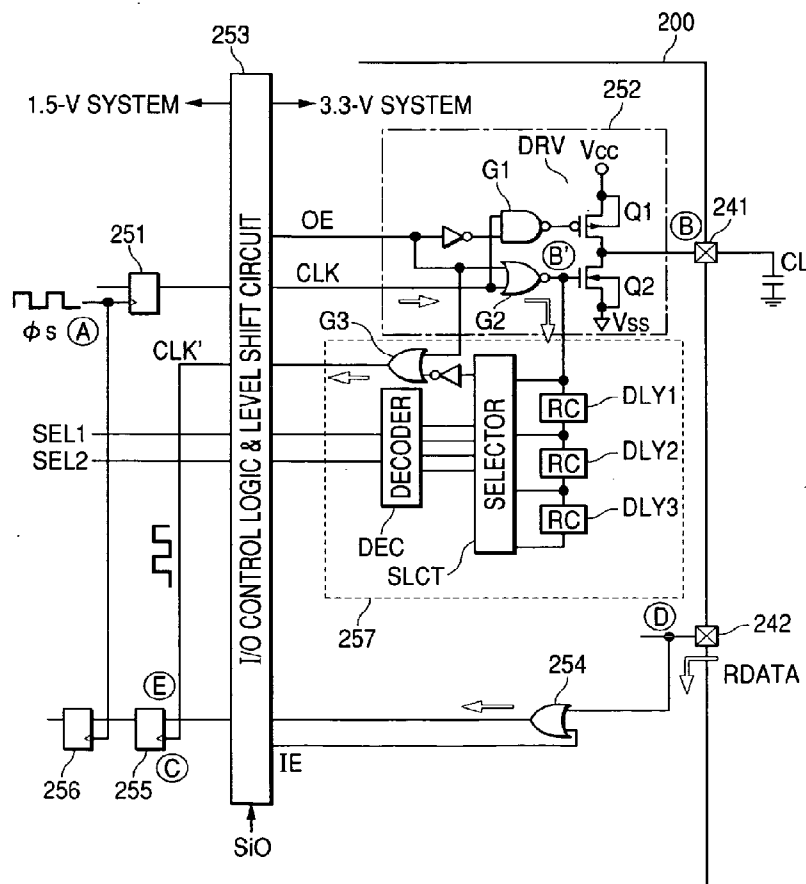 200
253
1.5-V SYSTEM
3.3-V SYSTEM
252
DRV
VCC
G1
Q1
OE
B
241
251
B'
CL
CLK
Q2
A
ϕs
G3
G2
VSS
CLK'
I/O CONTROL LOGIC & LEVEL SHIFT CIRCUIT
RC
DLY1
SEL1
DECODER
SELECTOR
SEL2
RC
DLY2
RC
DLY3
DEC
SLCT
257
D
242
254
RDATA
E
256
255
C
IE
SiO